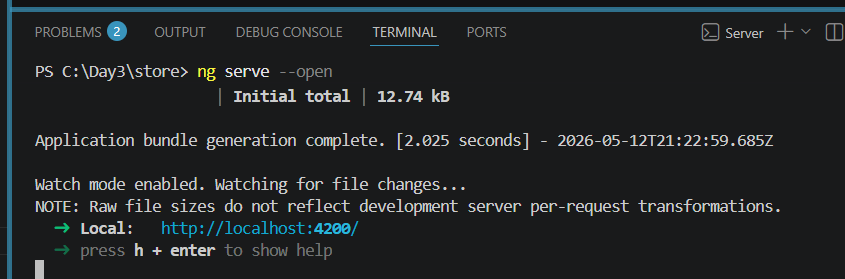 PROBLEMS 2 OUTPUT DEBUG CONSOLE TERMINAL PORTS Server
PS C:\Day3\store> ng serve --open
| Initial total | 12.74 kB
Application bundle generation complete. [2.025 seconds] - 2026-05-12T21:22:59.685Z
Watch mode enabled. Watching for file changes...
NOTE: Raw file sizes do not reflect development server per-request transformations.
➜ Local: http://localhost:4200/
➜ press h + enter to show help